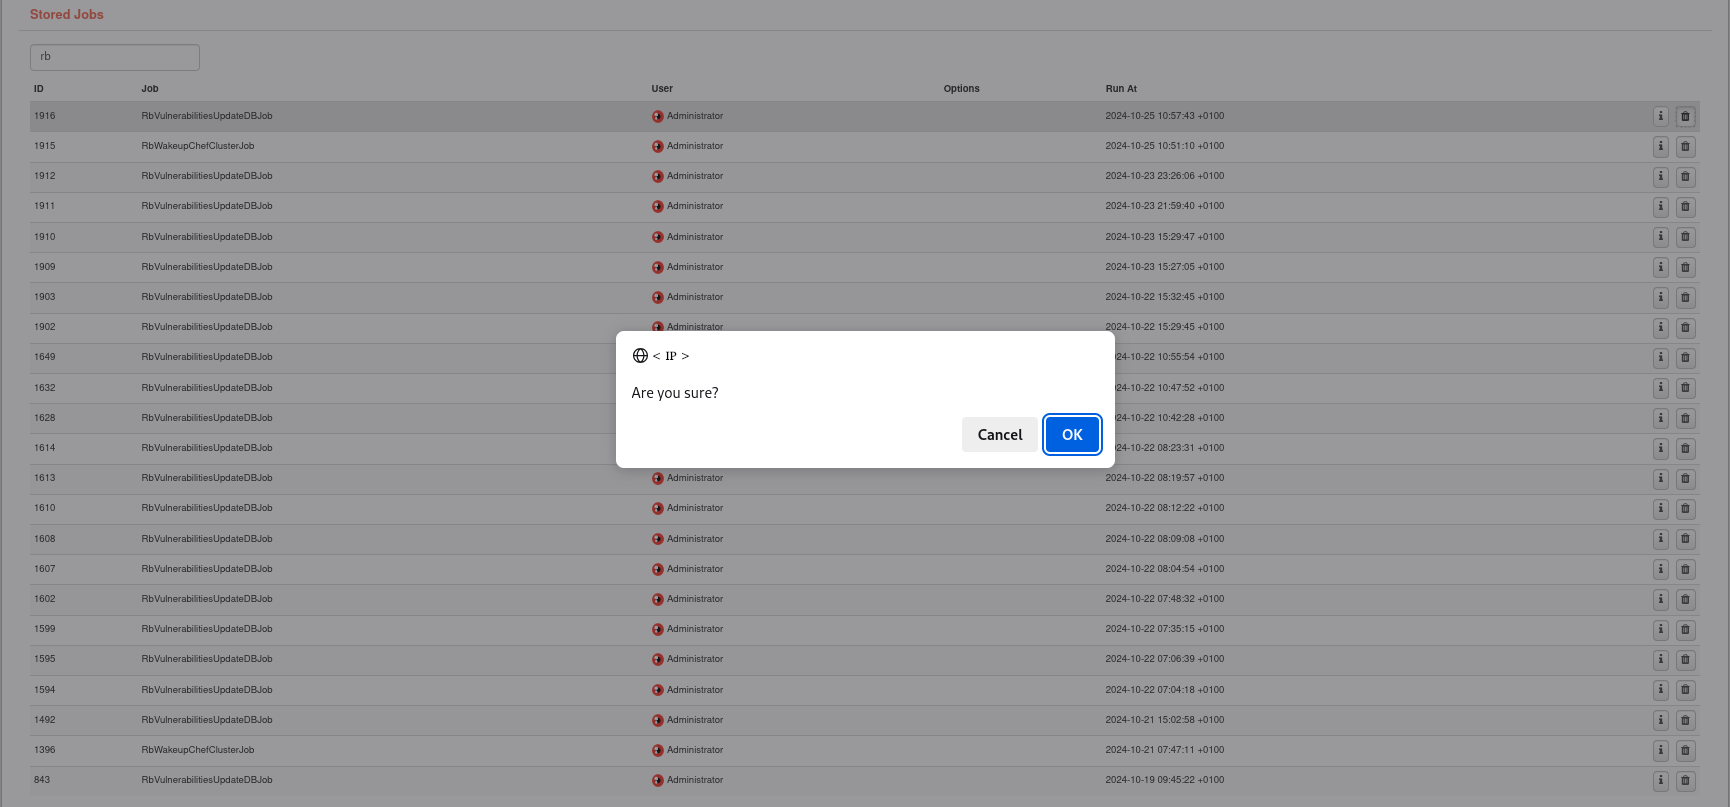 Stored Jobs
rb
ID Job User Options Run At
1916 RbVulnerabilitiesUpdateDBJob Administrator 2024-10-25 10:57:43 +0100
1915 RbWakeupChefClusterJob Administrator 2024-10-25 10:51:10 +0100
1912 RbVulnerabilitiesUpdateDBJob Administrator 2024-10-23 23:26:06 +0100
1911 RbVulnerabilitiesUpdateDBJob Administrator 2024-10-23 21:59:40 +0100
1910 RbVulnerabilitiesUpdateDBJob Administrator 2024-10-23 15:29:47 +0100
1909 RbVulnerabilitiesUpdateDBJob Administrator 2024-10-23 15:27:05 +0100
1903 RbVulnerabilitiesUpdateDBJob Administrator 2024-10-22 15:32:45 +0100
1902 RbVulnerabilitiesUpdateDBJob Administrator 2024-10-22 15:29:45 +0100
1649 RbVulnerabilitiesUpdateDBJob 24-10-22 10:55:54 +0100
1632 RbVulnerabilitiesUpdateDBJob 24-10-22 10:47:52 +0100
1628 RbVulnerabilitiesUpdateDBJob 24-10-22 10:42:28 +0100
1614 RbVulnerabilitiesUpdateDBJob 24-10-22 08:23:31 +0100
< IP >
Are you sure?
Cancel OK
1613 RbVulnerabilitiesUpdateDBJob Administrator 2024-10-22 08:19:57 +0100
1610 RbVulnerabilitiesUpdateDBJob Administrator 2024-10-22 08:12:22 +0100
1608 RbVulnerabilitiesUpdateDBJob Administrator 2024-10-22 08:09:08 +0100
1607 RbVulnerabilitiesUpdateDBJob Administrator 2024-10-22 08:04:54 +0100
1602 RbVulnerabilitiesUpdateDBJob Administrator 2024-10-22 07:48:32 +0100
1599 RbVulnerabilitiesUpdateDBJob Administrator 2024-10-22 07:35:15 +0100
1595 RbVulnerabilitiesUpdateDBJob Administrator 2024-10-22 07:06:39 +0100
1594 RbVulnerabilitiesUpdateDBJob Administrator 2024-10-22 07:04:18 +0100
1492 RbVulnerabilitiesUpdateDBJob Administrator 2024-10-21 15:02:58 +0100
1396 RbWakeupChefClusterJob Administrator 2024-10-21 07:47:11 +0100
843 RbVulnerabilitiesUpdateDBJob Administrator 2024-10-19 09:45:22 +0100